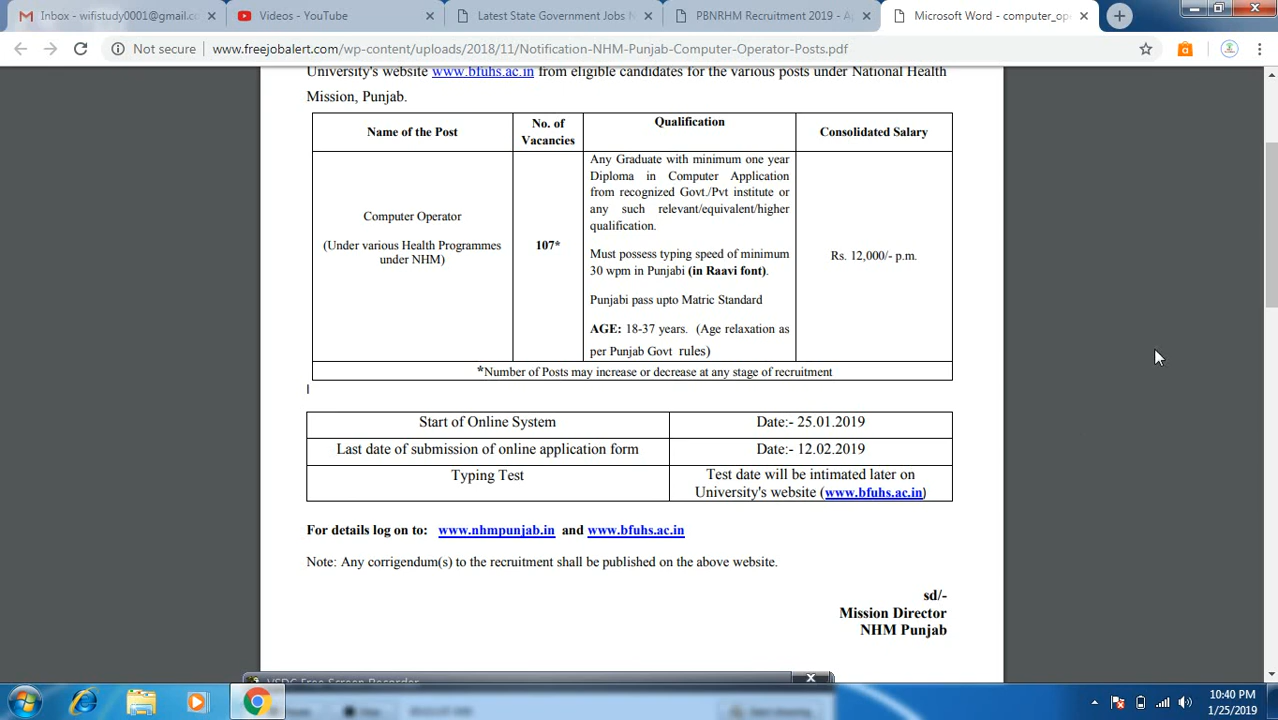 Inbox - wifistudy0001@gmail.co
Videos - YouTube
Latest State Government Jobs N
PBNRHM Recruitment 2019 - A
Microsoft Word - computer_op
Not secure
www.freejobalert.com/wp-content/uploads/2018/11/Notification-NHM-Punjab-Computer-Operator-Posts.pdf
University's website www.bfuhs.ac.in from eligible candidates for the various posts under National Health
Mission, Punjab.
Name of the Post
No. of
Vacancies
Qualification
Consolidated Salary
Computer Operator
(Under various Health Programmes
under NHM)
107*
Any Graduate with minimum one year
Diploma in Computer Application
from recognized Govt./Pvt institute or
any such relevant/equivalent/higher
qualification.
Must possess typing speed of minimum
30 wpm in Punjabi (in Raavi font).
Punjabi pass upto Matric Standard
AGE: 18-37 years. (Age relaxation as
per Punjab Govt rules)
Rs. 12,000/- p.m.
*Number of Posts may increase or decrease at any stage of recruitment
Start of Online System
Date:- 25.01.2019
Last date of submission of online application form
Date:- 12.02.2019
Typing Test
Test date will be intimated later on
University's website (www.bfuhs.ac.in)
For details log on to: www.nhmpunjab.in and www.bfuhs.ac.in
Note: Any corrigendum(s) to the recruitment shall be published on the above website.
sd/-
Mission Director
NHM Punjab
VSDC Free Screen Recorder
10:40 PM
1/25/2019